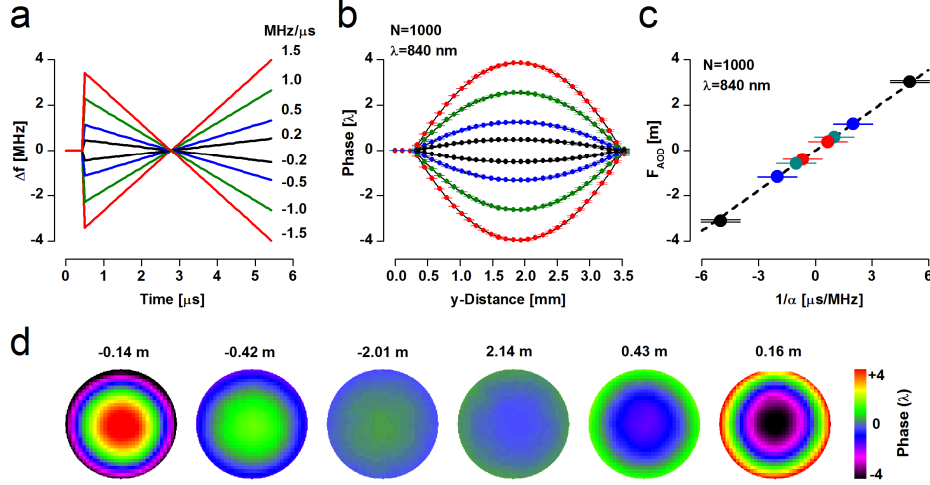 a
MHz/μs
1.5
1.0
0.5
0.2
-0.2
-0.5
-1.0
-1.5
4
2
0
-2
-4
Δf [MHz]
0 1 2 3 4 5 6
Time [μs]
b
N=1000
λ=840 nm
Phase [λ]
4
2
0
-2
-4
0.0 0.5 1.0 1.5 2.0 2.5 3.0 3.5
y-Distance [mm]
c
N=1000
λ=840 nm
F_AOD [m]
4
2
0
-2
-4
-6 -3 0 3 6
1/α [μs/MHz]
d
-0.14 m -0.42 m -2.01 m 2.14 m 0.43 m 0.16 m
+4
0
-4
Phase (λ)